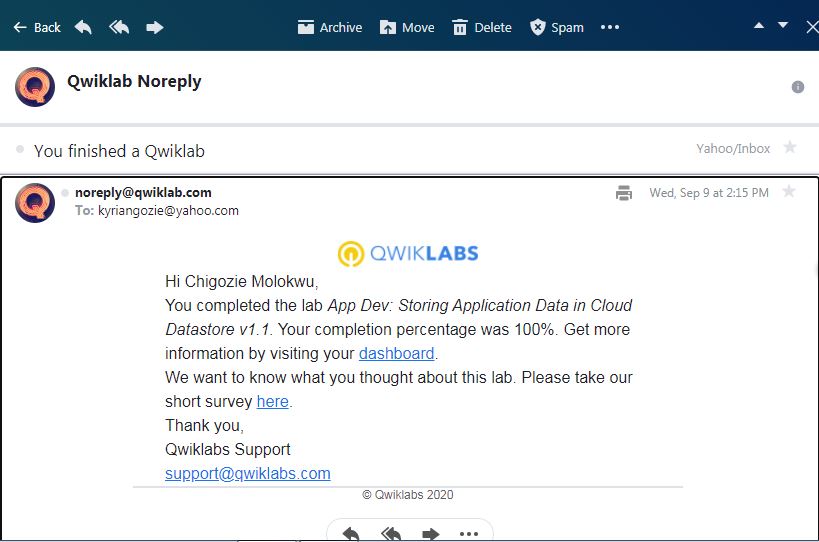 Back Archive Move Delete Spam
Qwiklab Noreply
You finished a Qwiklab Yahoo/Inbox
noreply@qwiklab.com Wed, Sep 9 at 2:15 PM
To: kyriangozie@yahoo.com
QWIKLABS
Hi Chigozie Molokwu,
You completed the lab App Dev: Storing Application Data in Cloud
Datastore v1.1. Your completion percentage was 100%. Get more
information by visiting your dashboard.
We want to know what you thought about this lab. Please take our
short survey here.
Thank you,
Qwiklabs Support
support@qwiklabs.com
© Qwiklabs 2020